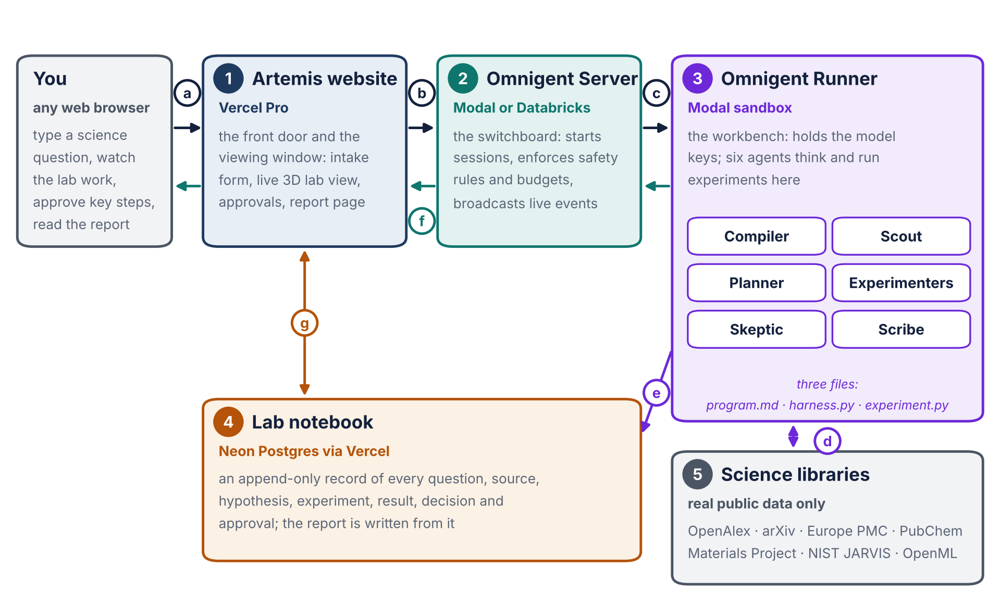 You
any web browser
type a science
question, watch
the lab work,
approve key steps,
read the report
a
1 Artemis website
Vercel Pro
the front door and the
viewing window: intake
form, live 3D lab view,
approvals, report page
b
f
2 Omnigent Server
Modal or Databricks
the switchboard: starts
sessions, enforces safety
rules and budgets,
broadcasts live events
c
3 Omnigent Runner
Modal sandbox
the workbench: holds the model
keys; six agents think and run
experiments here
Compiler
Scout
Planner
Experimenters
Skeptic
Scribe
three files:
program.md · harness.py · experiment.py
g
e
d
4 Lab notebook
Neon Postgres via Vercel
an append-only record of every question, source,
hypothesis, experiment, result, decision and
approval; the report is written from it
5 Science libraries
real public data only
OpenAlex · arXiv · Europe PMC · PubChem
Materials Project · NIST JARVIS · OpenML